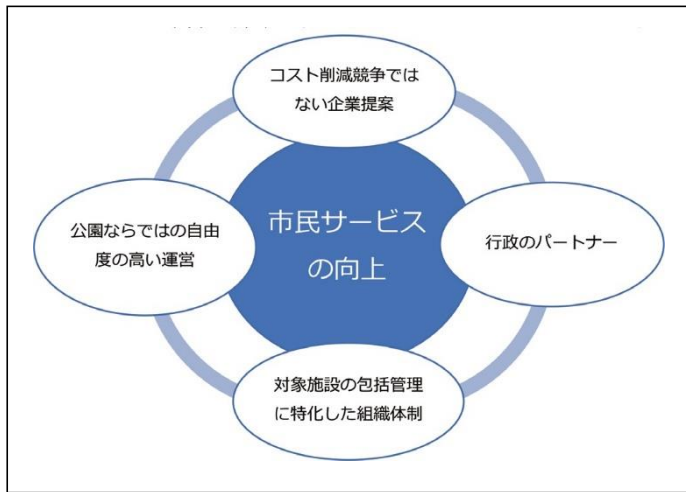 コスト削減競争では
ない企業提案
公園ならではの自由
度の高い運営
市民サービス
の向上
行政のパートナー
対象施設の包括管理
に特化した組織体制